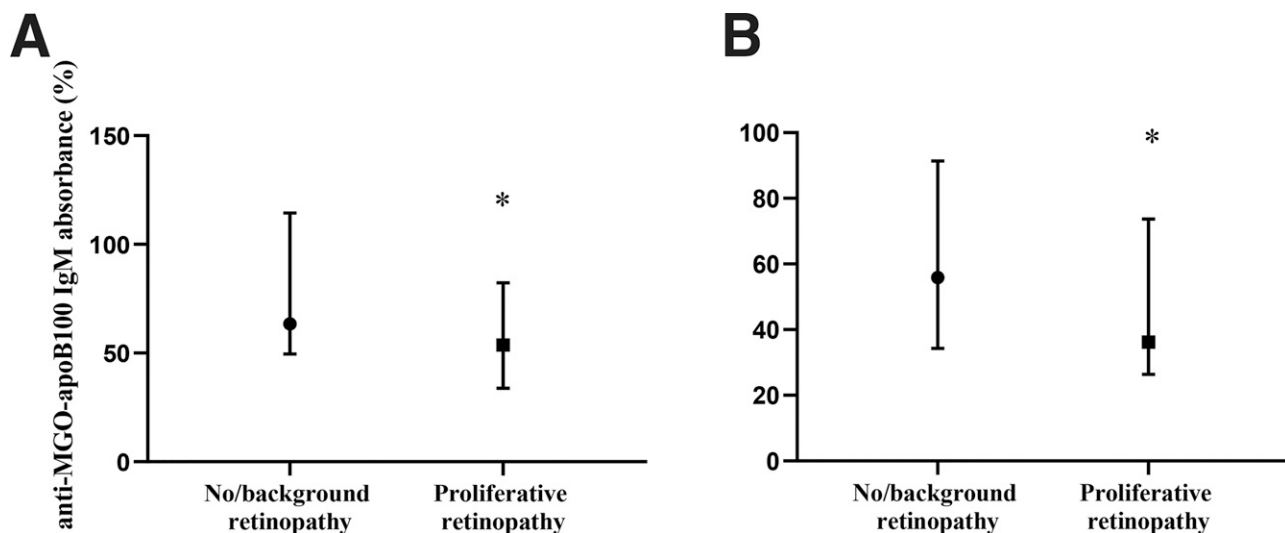 A
anti-MGO-apoB100 IgM absorbance (%)
150
100
50
0
No/background
retinopathy
Proliferative
retinopathy
*
B
100
80
60
40
20
0
No/background
retinopathy
Proliferative
retinopathy
*